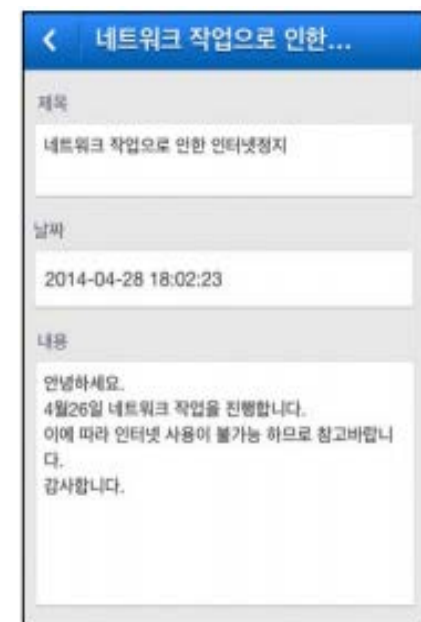 네트워크 작업으로 인한...
제목
네트워크 작업으로 인한 인터넷정지
날짜
2014-04-28 18:02:23
내용
안녕하세요.
4월26일 네트워크 작업을 진행합니다.
이에 따라 인터넷 사용이 불가능 하므로 참고바랍니
다.
감사합니다.